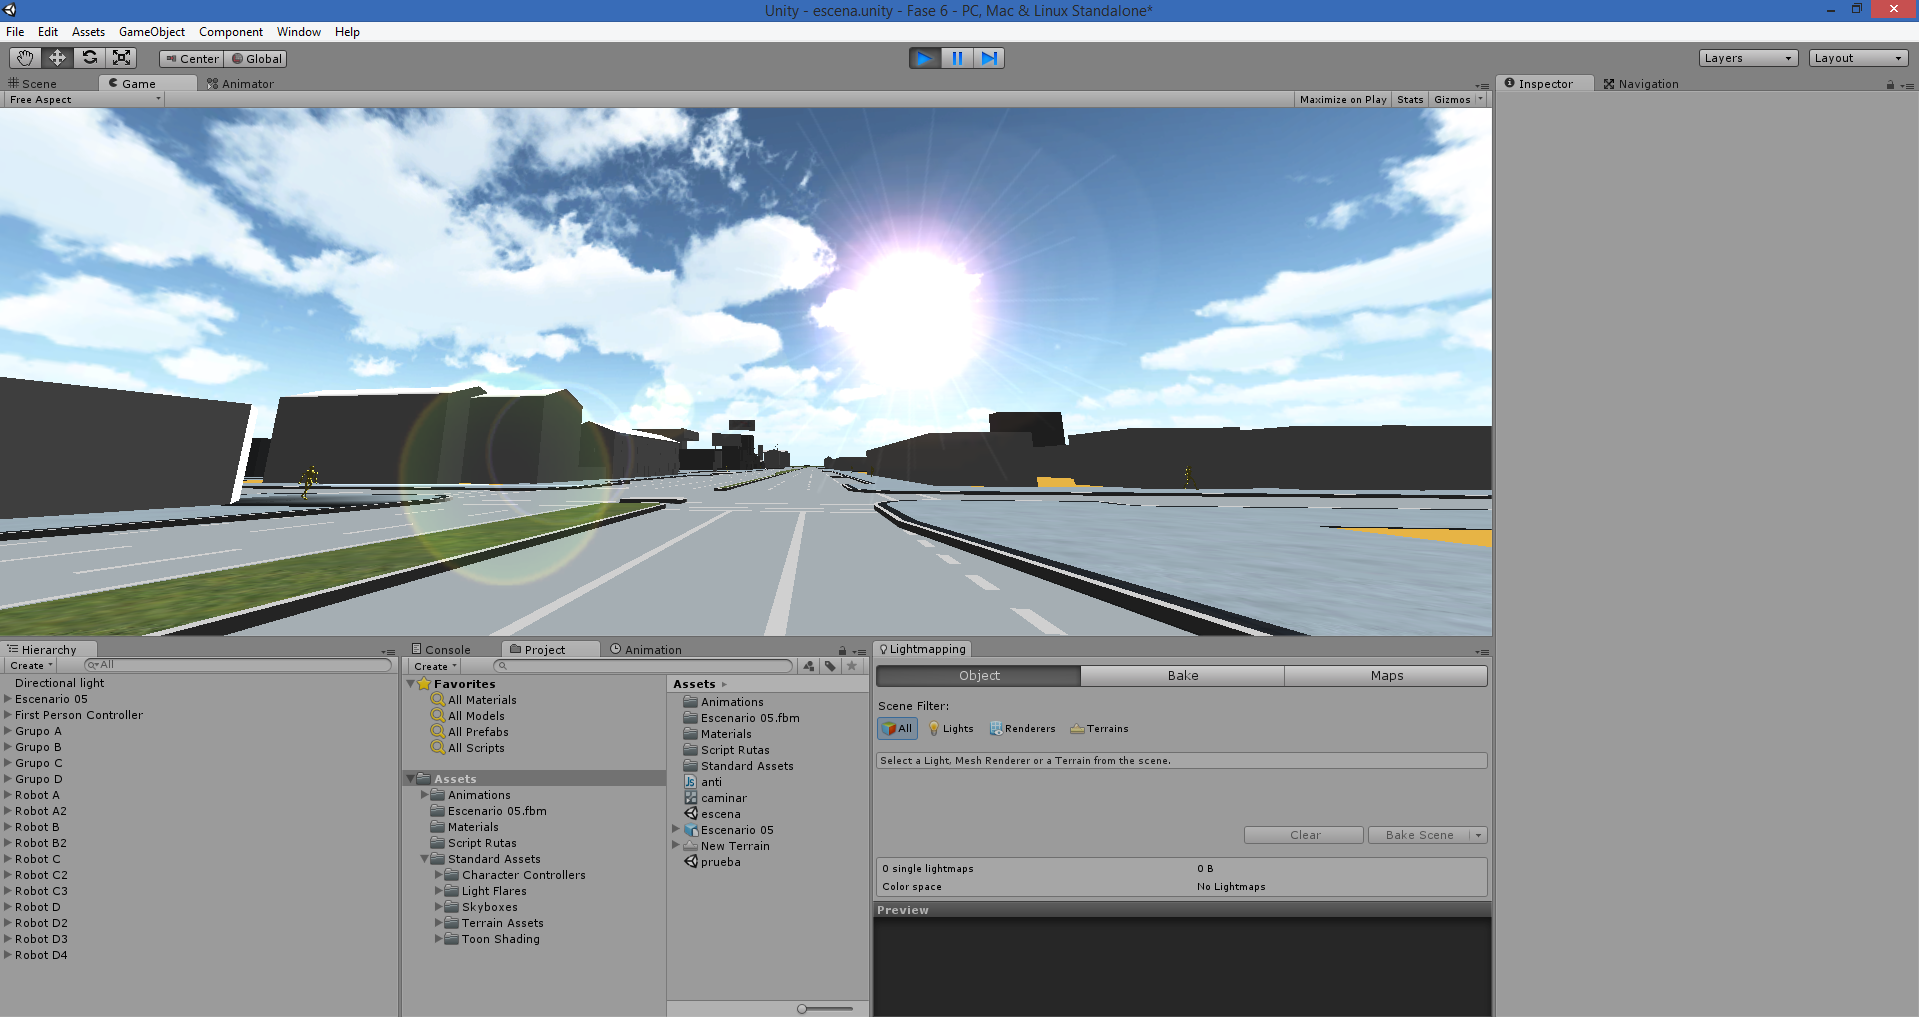 Unity - escena.unity - Fase 6 - PC, Mac & Linux Standalone*
File Edit Assets GameObject Component Window Help
Center Global Layers Layout
Scene Game Animator Inspector Navigation
Free Aspect Maximize on Play Stats Gizmos
Hierarchy
Create All
Directional light
Escenario 05
First Person Controller
Grupo A
Grupo B
Grupo C
Grupo D
Robot A
Robot A2
Robot B
Robot B2
Robot C
Robot C2
Robot C3
Robot D
Robot D2
Robot D3
Robot D4
Console Project Animation
Create
Favorites
All Materials
All Models
All Prefabs
All Scripts
Assets
Animations
Escenario 05.fbm
Materials
Script Rutas
Standard Assets
Character Controllers
Light Flares
Skyboxes
Terrain Assets
Toon Shading
Assets
Animations
Escenario 05.fbm
Materials
Script Rutas
Standard Assets
Js anti
caminar
escena
Escenario 05
New Terrain
prueba
Lightmapping
Object Bake Maps
Scene Filter:
All Lights Renderers Terrains
Select a Light, Mesh Renderer or a Terrain from the scene.
Clear Bake Scene
0 single lightmaps 0 B
Color space No Lightmaps
Preview